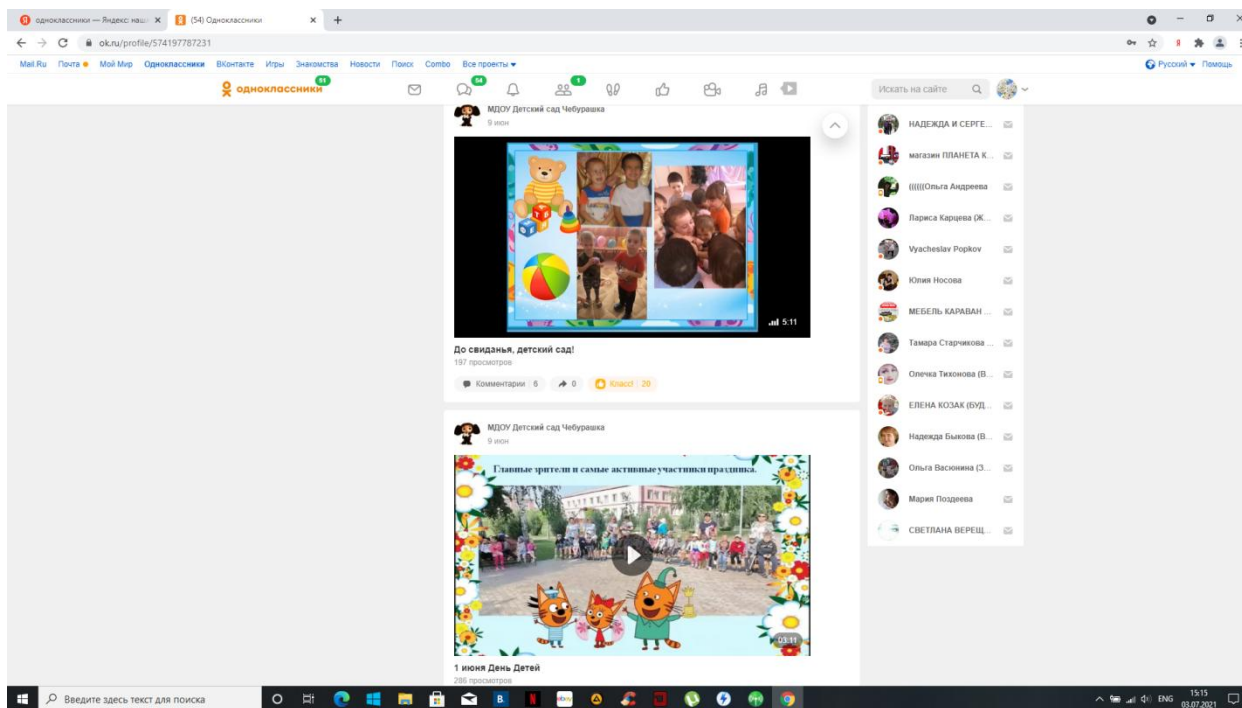 одноклассники — Яндекс: наш
(54) Одноклассники
ok.ru/profile/574197787231
Mail.Ru Почта Мой Мир Одноклассники ВКонтакте Игры Знакомства Новости Поиск Combo Все проекты Русский Помощь
одноклассники 51 54 1 Искать на сайте
МДОУ Детский сад Чебурашка
9 июн
5:11
До свиданья, детский сад!
197 просмотров
Комментарии 6 0 Класс! 20
МДОУ Детский сад Чебурашка
9 июн
Главные зрители и самые активные участники праздника.
03:11
1 июня День Детей
286 просмотров
НАДЕЖДА И СЕРГЕ...
магазин ПЛАНЕТА К...
((((((Ольга Андреева
Лариса Карцева (Ж...
Vyacheslav Popkov
Юлия Носова
МЕБЕЛЬ КАРАВАН ...
Тамара Старчикова ...
Олечка Тихонова (В...
ЕЛЕНА КОЗАК (БУД...
Надежда Быкова (В...
Ольга Васюнина (З...
Мария Поздеева
СВЕТЛАНА ВЕРЕЩ...
Введите здесь текст для поиска
B. N ebay
ENG 15:15
03.07.2021